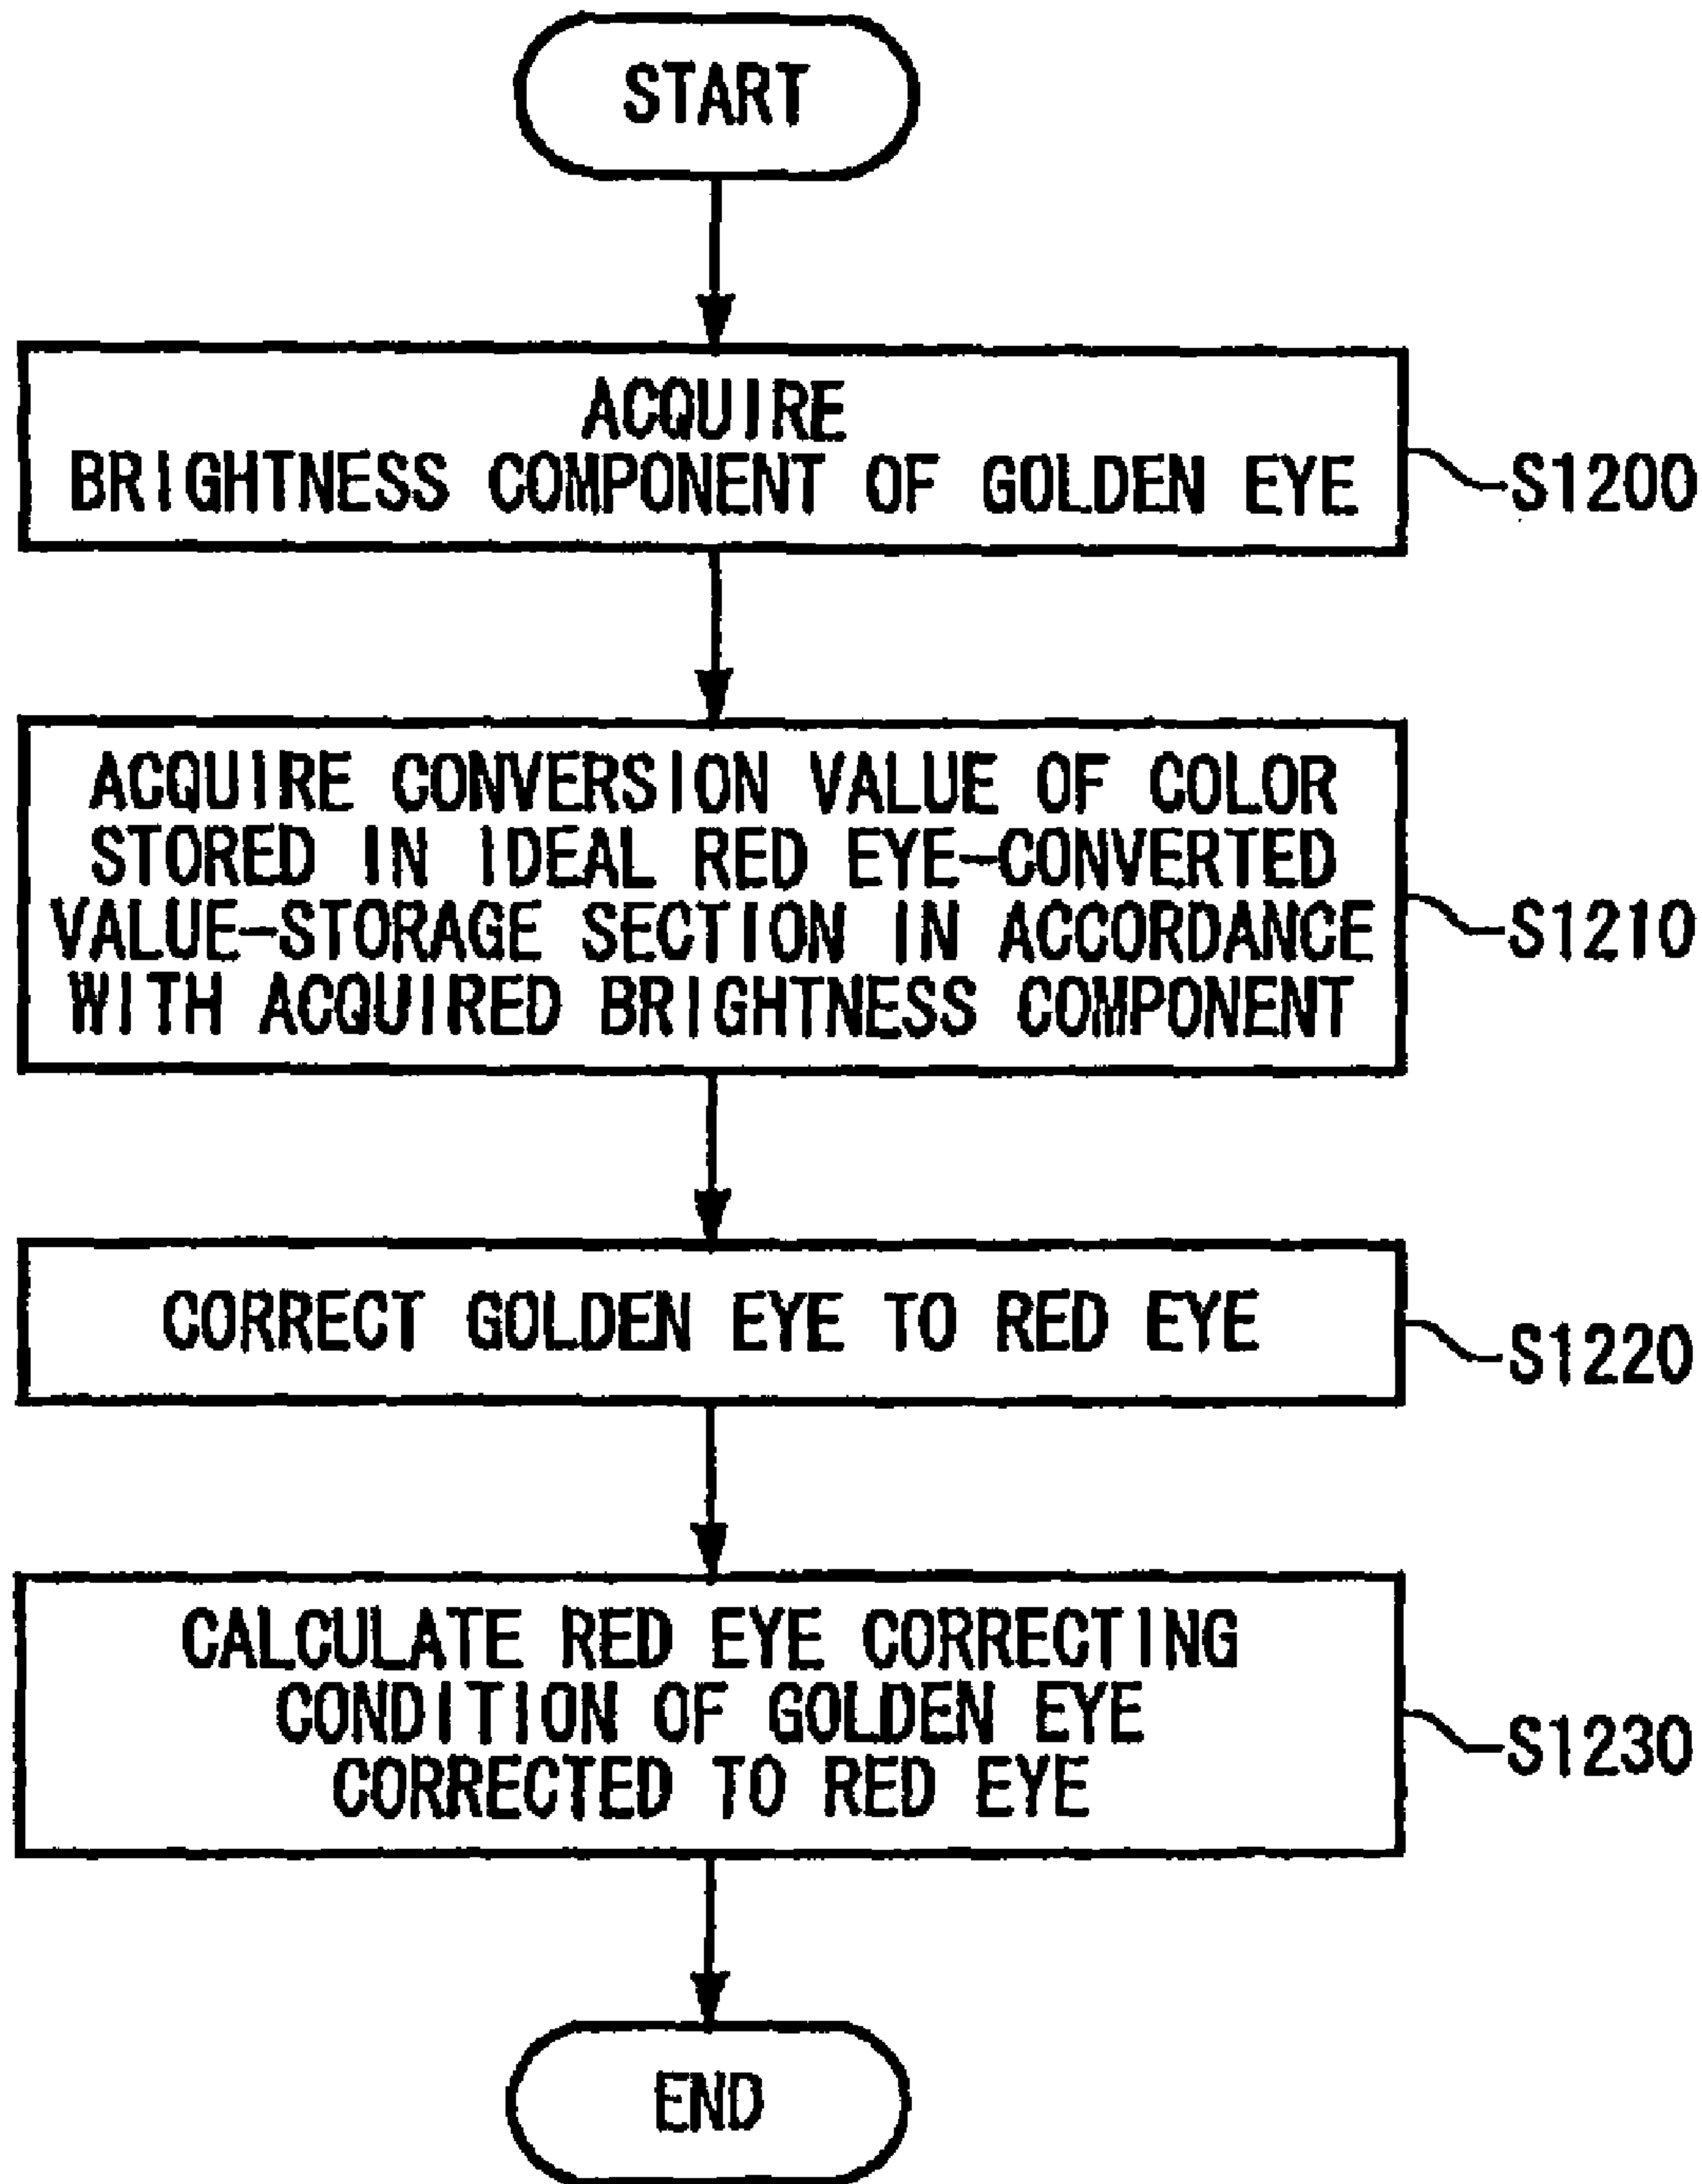 START
ACQUIRE
BRIGHTNESS COMPONENT OF GOLDEN EYE
S1200
ACQUIRE CONVERSION VALUE OF COLOR
STORED IN IDEAL RED EYE-CONVERTED
VALUE-STORAGE SECTION IN ACCORDANCE
WITH ACQUIRED BRIGHTNESS COMPONENT
S1210
CORRECT GOLDEN EYE TO RED EYE
S1220
CALCULATE RED EYE CORRECTING
CONDITION OF GOLDEN EYE
CORRECTED TO RED EYE
S1230
END